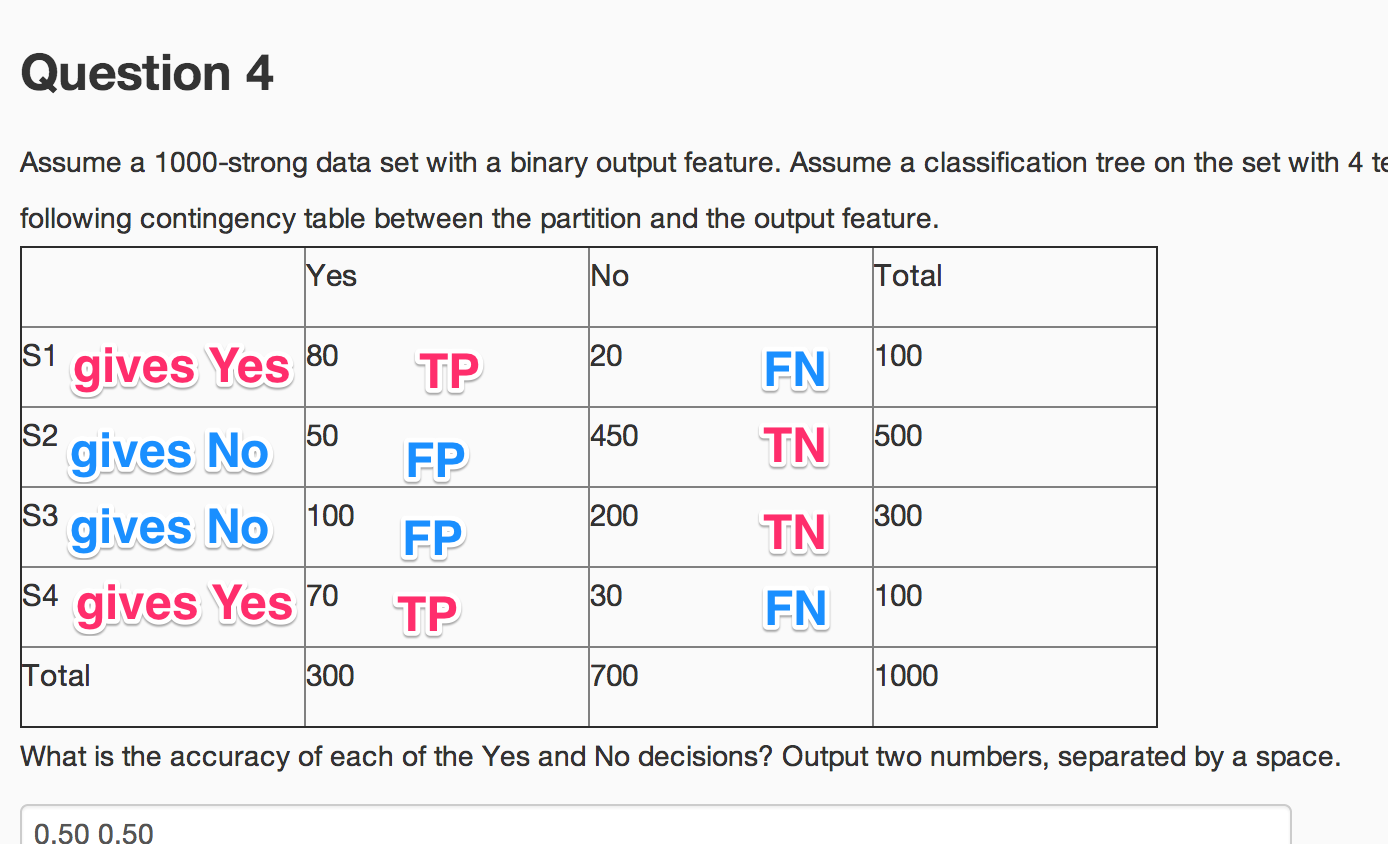 Question 4
Assume a 1000-strong data set with a binary output feature. Assume a classification tree on the set with 4 te
following contingency table between the partition and the output feature.
Yes No Total
S1 gives Yes 80 TP 20 FN 100
S2 gives No 50 FP 450 TN 500
S3 gives No 100 FP 200 TN 300
S4 gives Yes 70 TP 30 FN 100
Total 300 700 1000
What is the accuracy of each of the Yes and No decisions? Output two numbers, separated by a space.
0.50 0.50